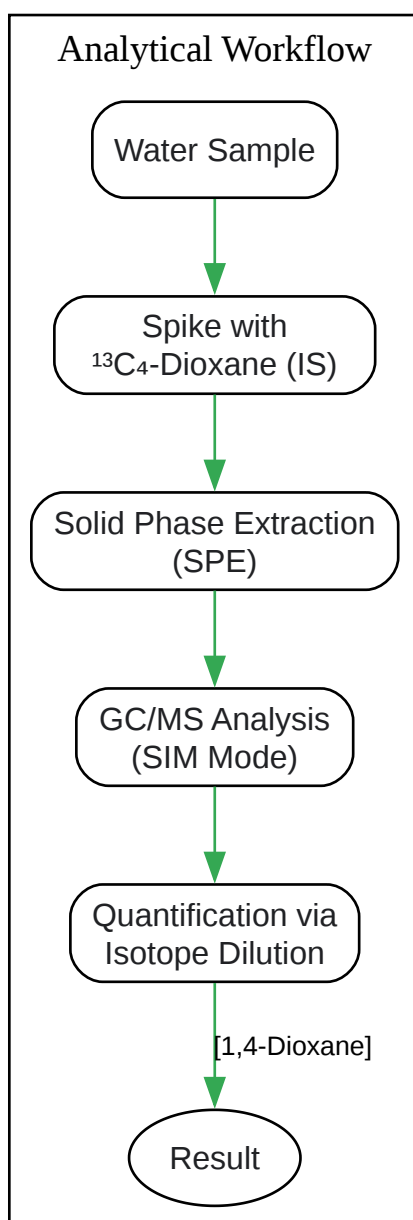 Analytical Workflow
Water Sample
Spike with
¹³C₄-Dioxane (IS)
Solid Phase Extraction
(SPE)
GC/MS Analysis
(SIM Mode)
Quantification via
Isotope Dilution
[1,4-Dioxane]
Result